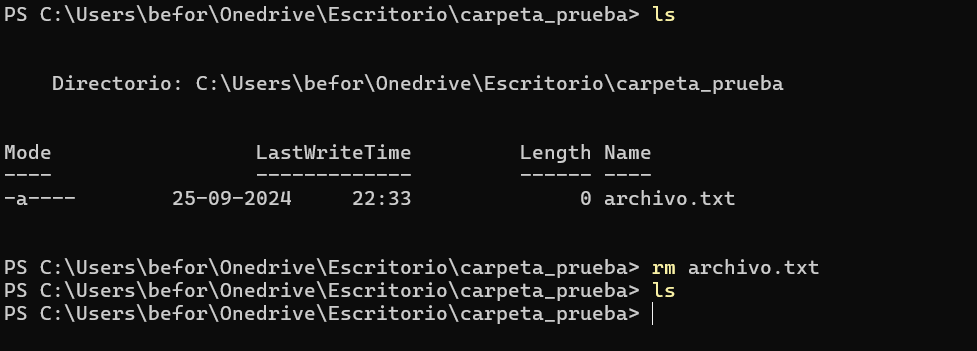 PS C:\Users\befor\Onedrive\Escritorio\carpeta_prueba> ls
Directorio: C:\Users\befor\Onedrive\Escritorio\carpeta_prueba
Mode                 LastWriteTime         Length Name
----                 -------------         ------ ----
-a----        25-09-2024     22:33              0 archivo.txt
PS C:\Users\befor\Onedrive\Escritorio\carpeta_prueba> rm archivo.txt
PS C:\Users\befor\Onedrive\Escritorio\carpeta_prueba> ls
PS C:\Users\befor\Onedrive\Escritorio\carpeta_prueba>